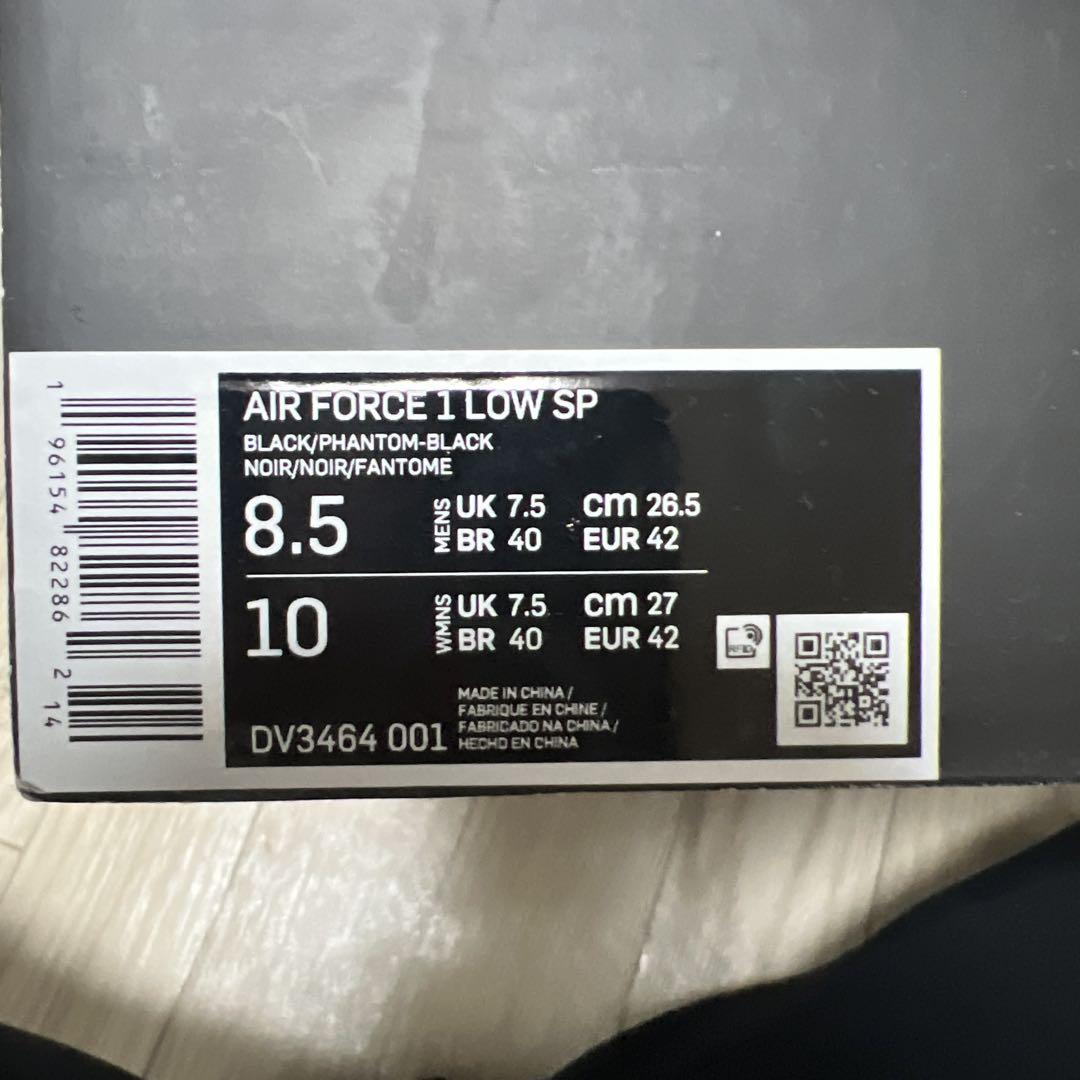 AIR FORCE 1 LOW SP
BLACK/PHANTOM-BLACK
NOIR/NOIR/FANTOME
8.5 MENS UK 7.5 cm 26.5
BR 40 EUR 42
10 WMNS UK 7.5 cm 27
BR 40 EUR 42
MADE IN CHINA /
FABRIQUE EN CHINE /
FABRICADO NA CHINA /
HECHO EN CHINA
DV3464 001
RFID
1 96154 82286 2 14